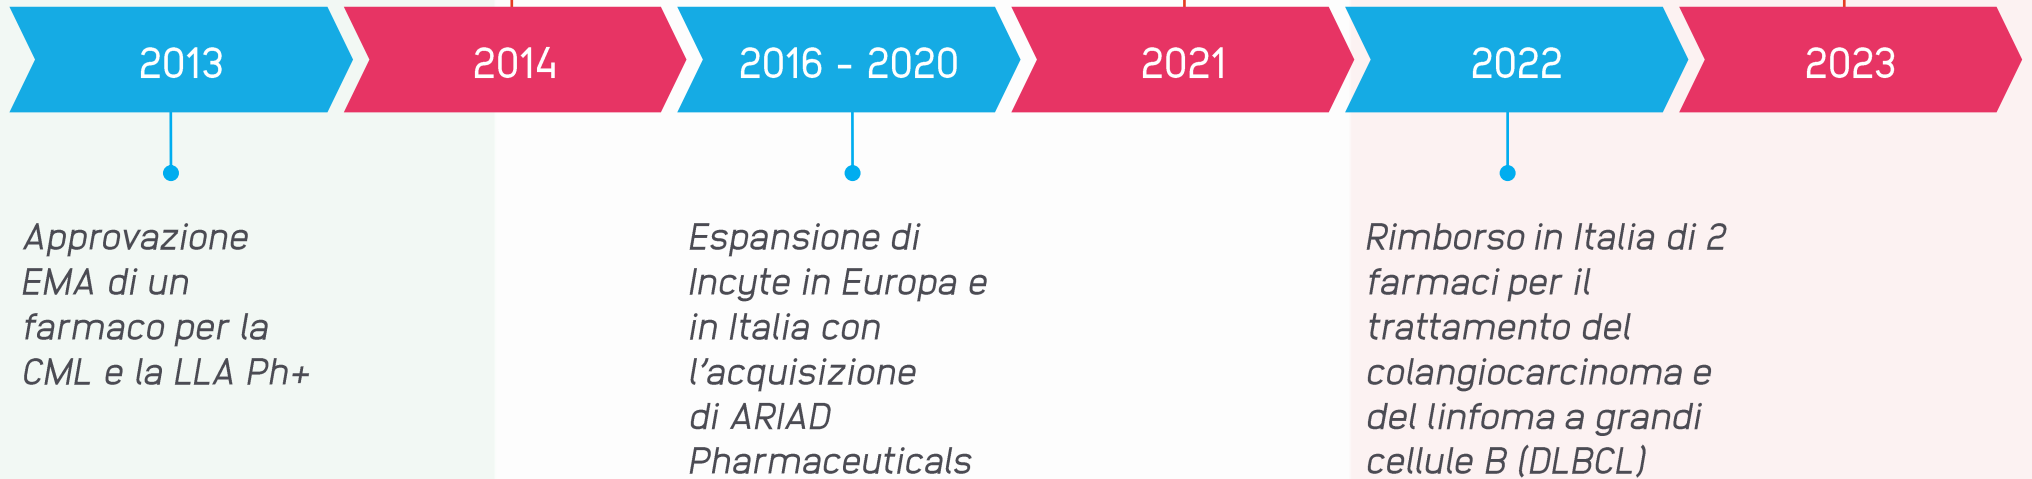 2013
2014
2016 - 2020
2021
2022
2023
Approvazione
EMA di un
farmaco per la
CML e la LLA Ph+
Espansione di
Incyte in Europa e
in Italia con
l'acquisizione
di ARIAD
Pharmaceuticals
Rimborso in Italia di 2
farmaci per il
trattamento del
colangiocarcinoma e
del linfoma a grandi
cellule B (DLBCL)